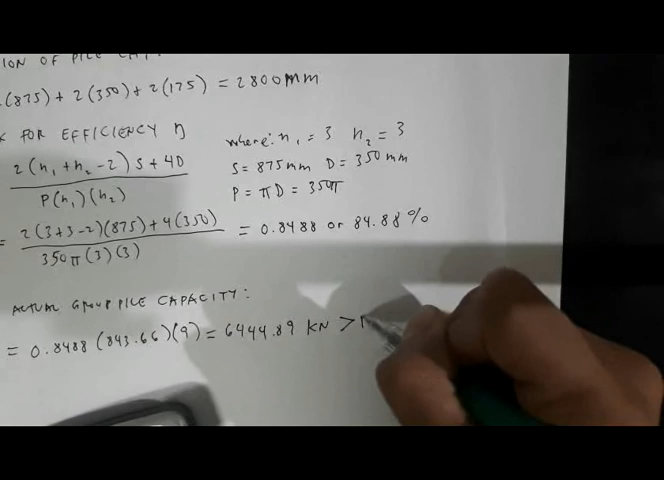 ION OF PILE CAP:
(875) + 2(350) + 2(175) = 2800mm
FOR EFFICIENCY η
where: n₁ = 3 n₂ = 3
2(n₁+n₂-2)S+4D
P(n₁)(n₂)
S = 875mm D = 350mm
P = πD = 350π
= 2(3+3-2)(875)+4(350)
350π(3)(3)
= 0.8488 or 84.88%
ACTUAL GROUP PILE CAPACITY:
= 0.8488(843.66)(9) = 6444.89 KN >